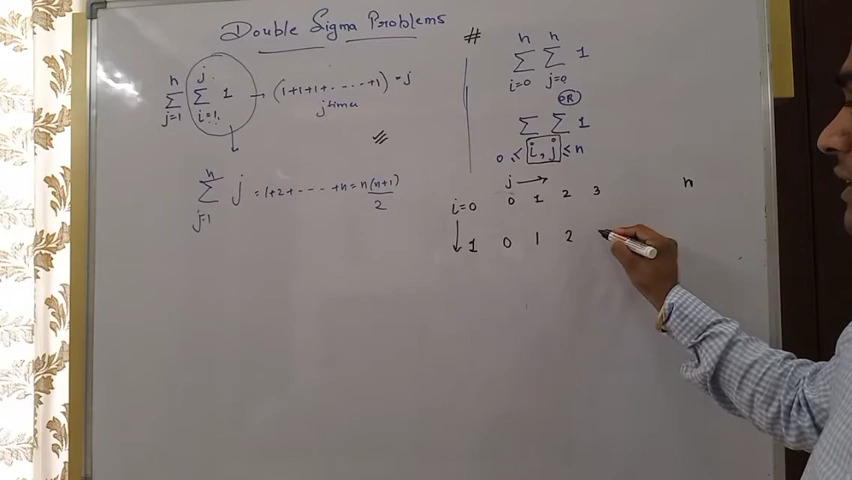 Double Sigma Problems
n j
∑ ∑ 1 → (1+1+1+.....+1) = j
j=1 i=1 j times
n
∑ j = 1+2+....+n = n(n+1)
j=1 2
#
n n
∑ ∑ 1
i=0 j=0
OR
∑ ∑ 1
0 ≤ i, j ≤ n
j →
i=0 0 1 2 3 n
1 0 1 2